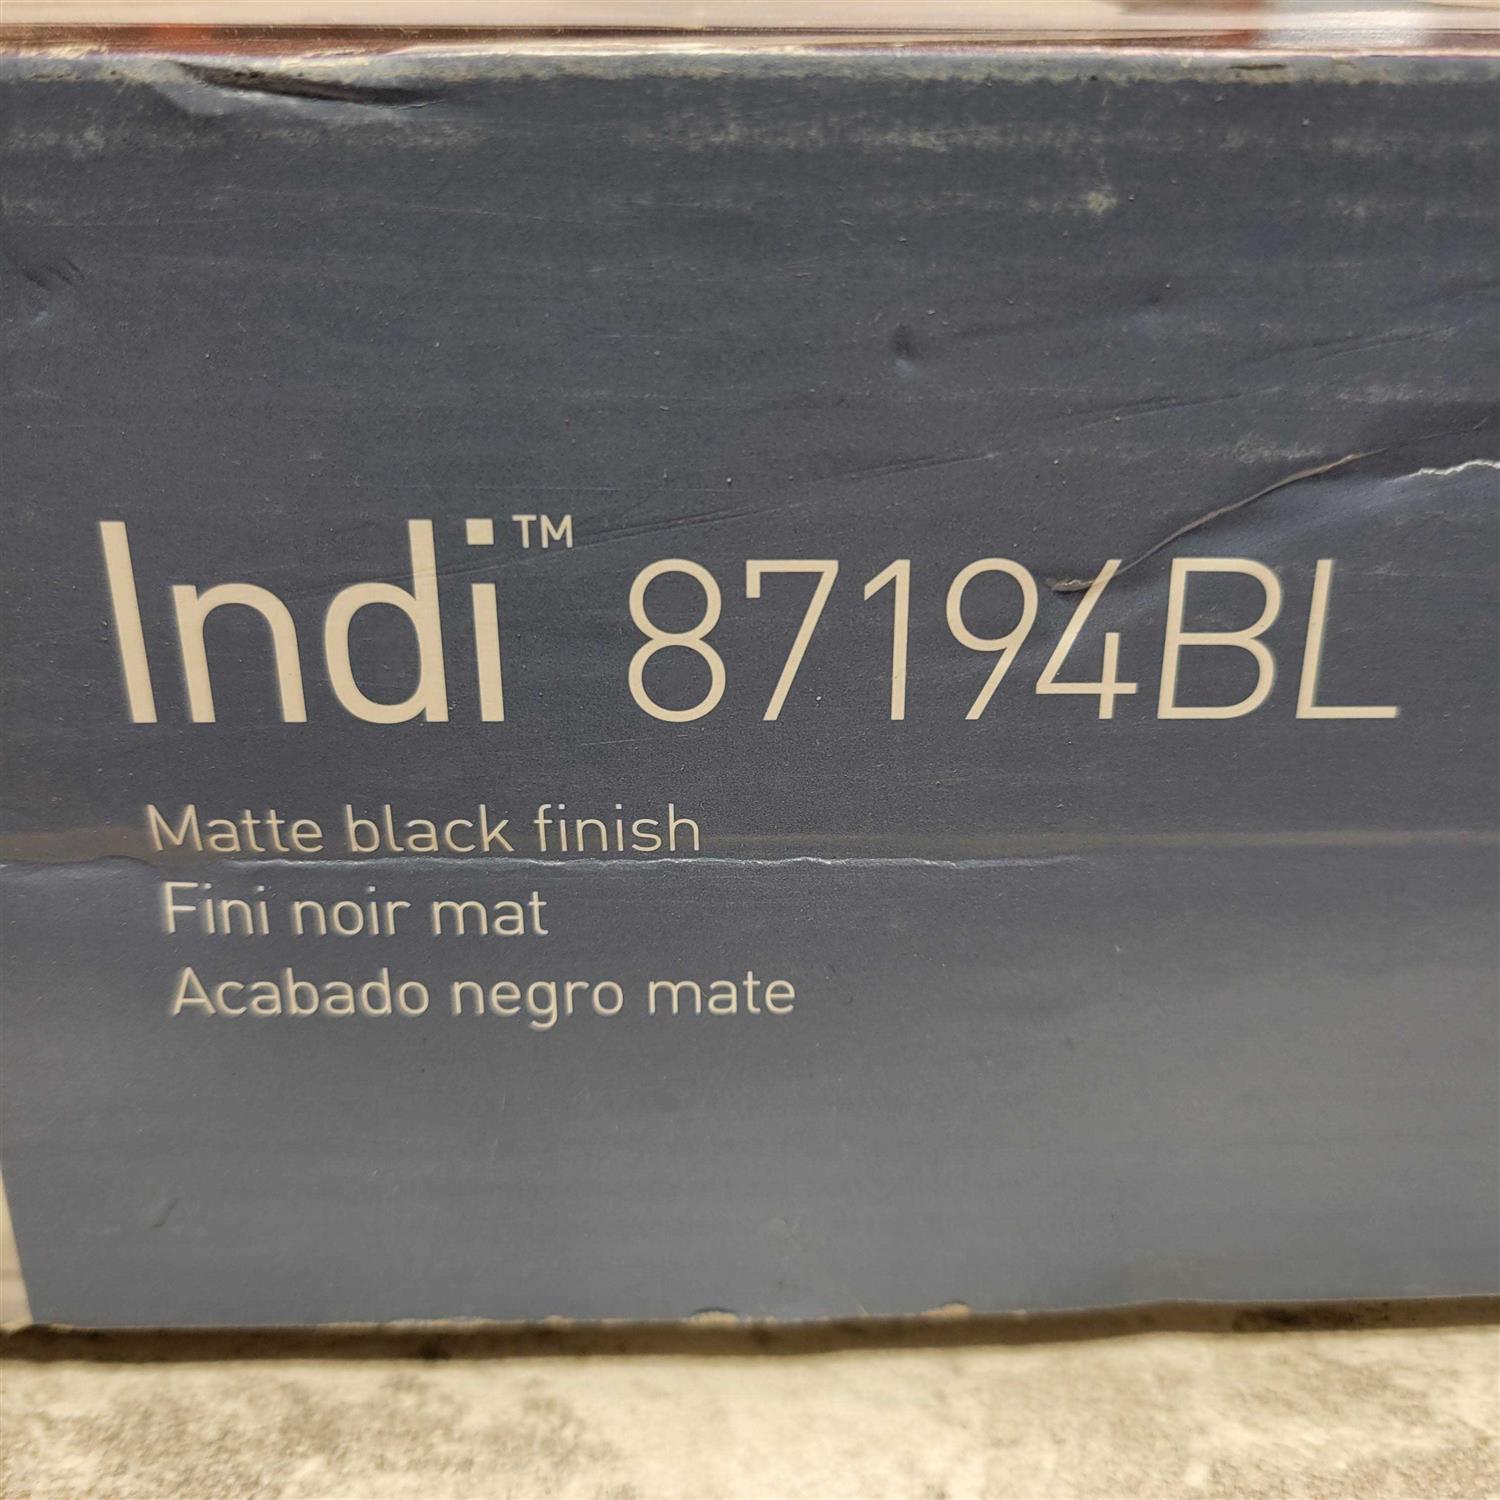 Indi™ 87194BL
Matte black finish
Fini noir mat
Acabado negro mate